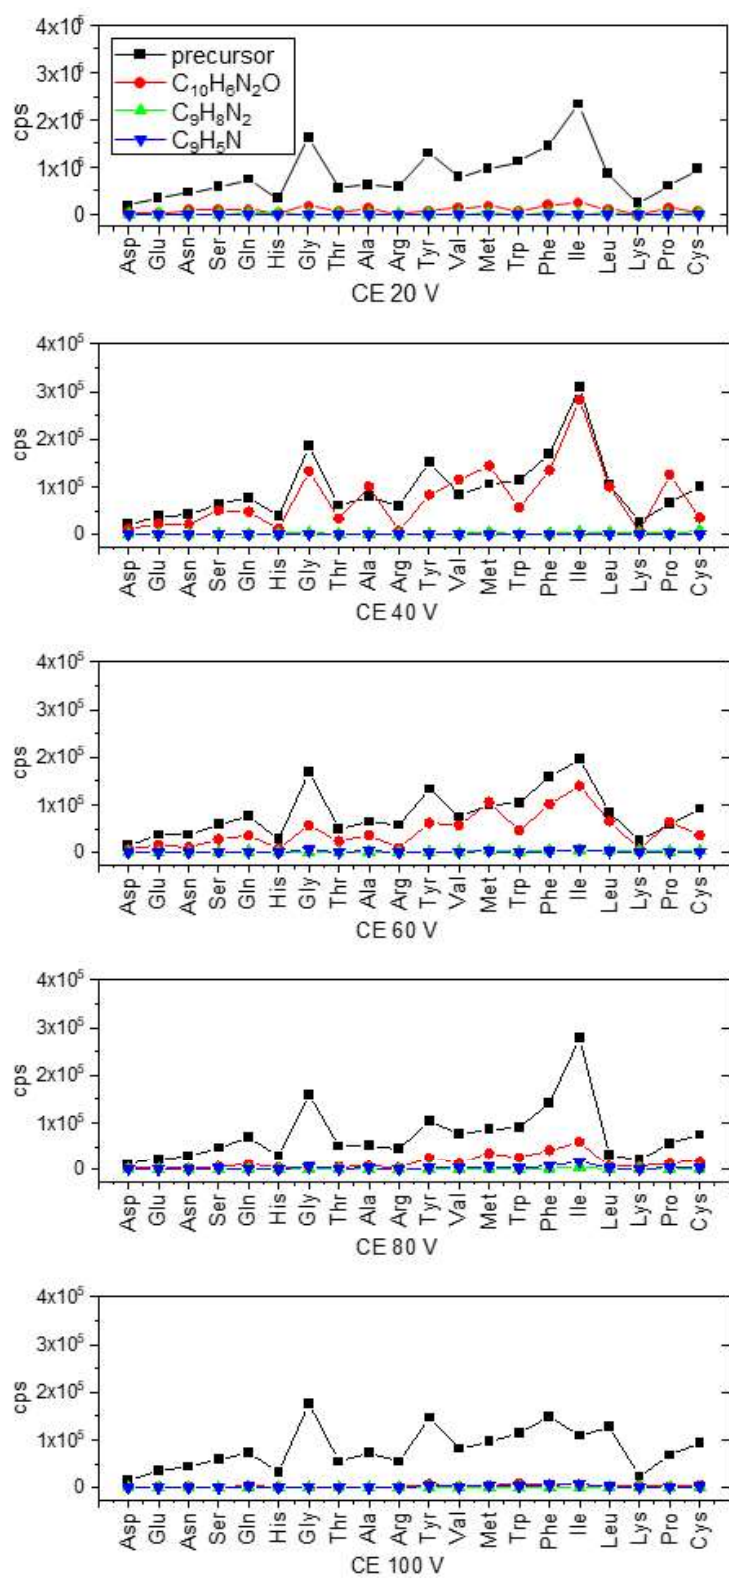 4x10⁶
3x10⁶
2x10⁶
1x10⁶
0
cps
precursor
C₁₀H₆N₂O
C₉H₈N₂
C₉H₅N
Asp Glu Asn Ser Gln His Gly Thr Ala Arg Tyr Val Met Trp Phe Ile Leu Lys Pro Cys
CE 20 V
4x10⁵
3x10⁵
2x10⁵
1x10⁵
0
cps
Asp Glu Asn Ser Gln His Gly Thr Ala Arg Tyr Val Met Trp Phe Ile Leu Lys Pro Cys
CE 40 V
4x10⁵
3x10⁵
2x10⁵
1x10⁵
0
cps
Asp Glu Asn Ser Gln His Gly Thr Ala Arg Tyr Val Met Trp Phe Ile Leu Lys Pro Cys
CE 60 V
4x10⁵
3x10⁵
2x10⁵
1x10⁵
0
cps
Asp Glu Asn Ser Gln His Gly Thr Ala Arg Tyr Val Met Trp Phe Ile Leu Lys Pro Cys
CE 80 V
4x10⁵
3x10⁵
2x10⁵
1x10⁵
0
cps
Asp Glu Asn Ser Gln His Gly Thr Ala Arg Tyr Val Met Trp Phe Ile Leu Lys Pro Cys
CE 100 V